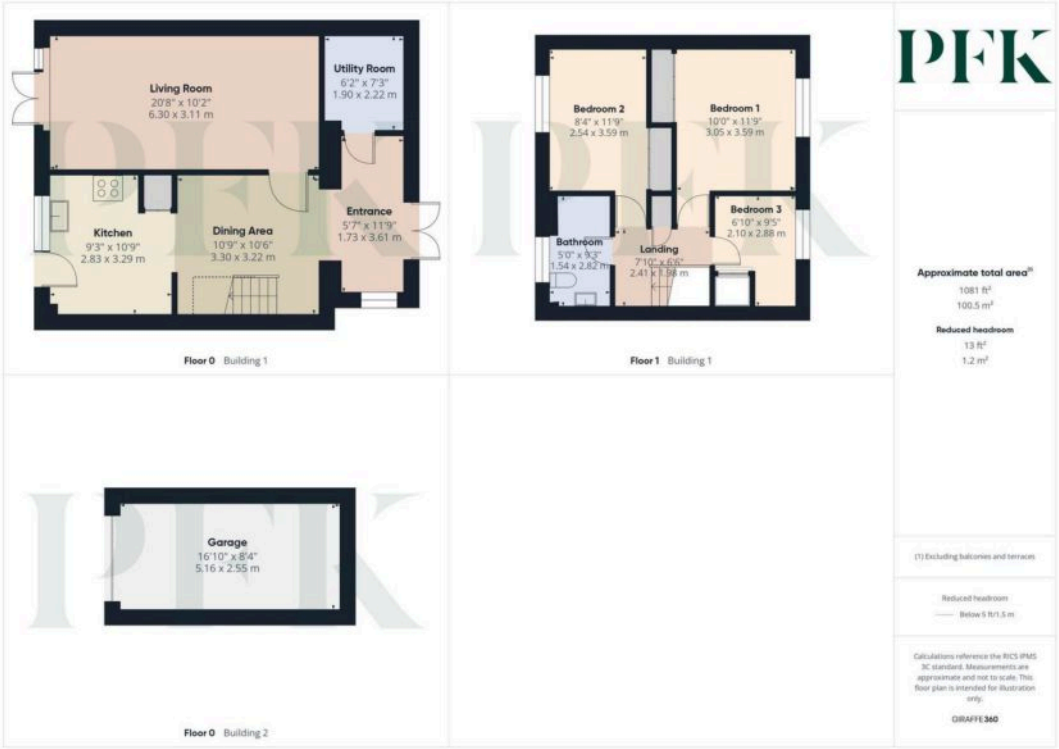 Living Room
20'8" x 10'2"
6.30 x 3.11 m
Utility Room
6'2" x 7'3"
1.90 x 2.22 m
Kitchen
9'3" x 10'9"
2.83 x 3.29 m
Dining Area
10'9" x 10'6"
3.30 x 3.22 m
Entrance
5'7" x 11'9"
1.73 x 3.61 m
PFK
Floor 0 Building 1
Bedroom 2
8'4" x 11'9"
2.54 x 3.59 m
Bedroom 1
10'0" x 11'9"
3.05 x 3.59 m
Bedroom 3
6'10" x 9'5"
2.10 x 2.88 m
Bathroom
5'0" x 9'3"
1.54 x 2.82 m
Landing
7'10" x 6'6"
2.41 x 1.98 m
PFK
Floor 1 Building 1
Garage
16'10" x 8'4"
5.16 x 2.55 m
PFK
Floor 0 Building 2
PFK
Approximate total area(1)
1081 ft²
100.5 m²
Reduced headroom
13 ft²
1.2 m²
(1) Excluding balconies and terraces
Reduced headroom
Below 5 ft/1.5 m
Calculations reference the RICS IPMS
3C standard. Measurements are
approximate and not to scale. This
floor plan is intended for illustration
only.
GIRAFFE360